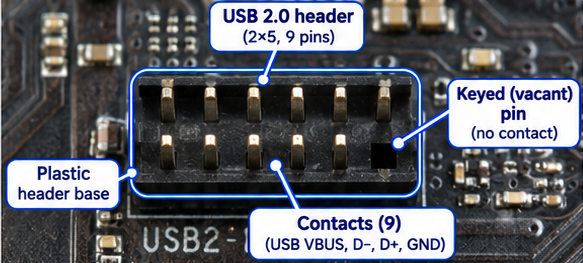 USB 2.0 header
(2×5, 9 pins)
Keyed (vacant)
pin
(no contact)
Plastic
header base
Contacts (9)
(USB VBUS, D−, D+, GND)
USB2-